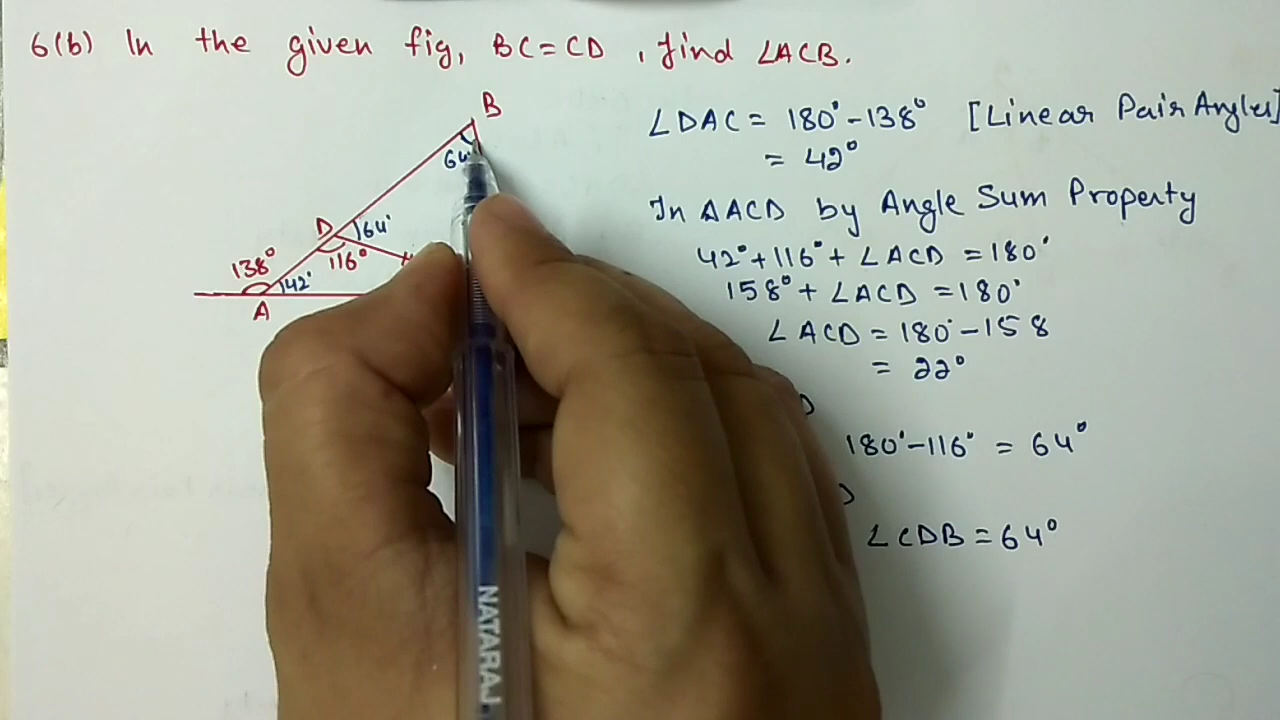 6(b) In the given fig, BC = CD , find ∠ACB.
B
64°
D
64°
116°
138°
42°
A
∠DAC = 180° - 138° [Linear Pair Angles]
= 42°
In ΔACD by Angle Sum Property
42° + 116° + ∠ACD = 180°
158° + ∠ACD = 180°
∠ACD = 180° - 158
= 22°
180° - 116° = 64°
∠CDB = 64°
NATARAJ